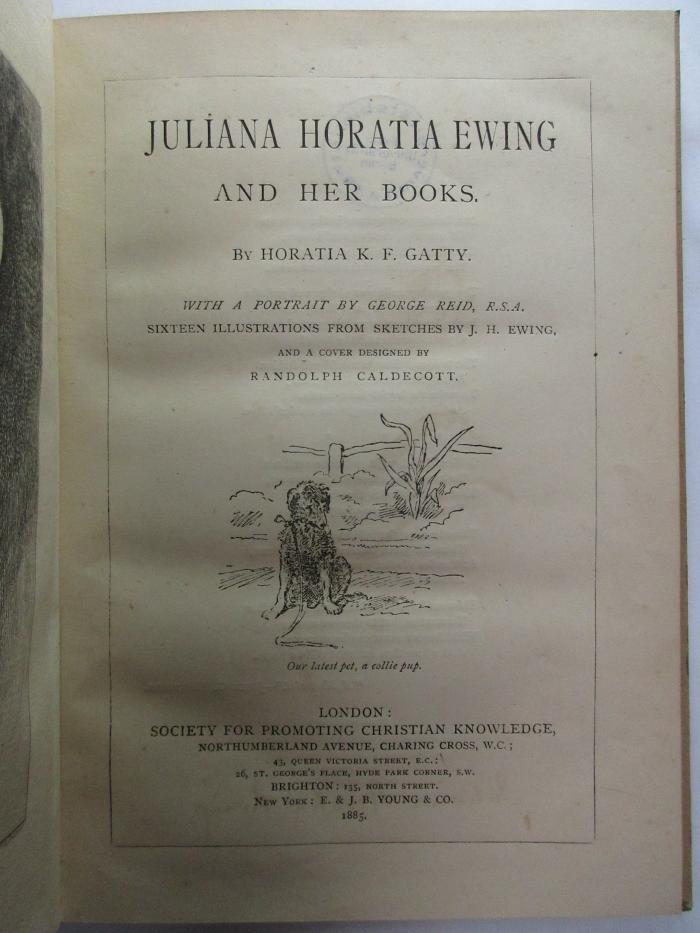 JULIANA HORATIA EWING
AND HER BOOKS.
BY HORATIA K. F. GATTY.
WITH A PORTRAIT BY GEORGE REID, R.S.A.
SIXTEEN ILLUSTRATIONS FROM SKETCHES BY J. H. EWING,
AND A COVER DESIGNED BY
RANDOLPH CALDECOTT.
Our latest pet, a collie pup.
LONDON:
SOCIETY FOR PROMOTING CHRISTIAN KNOWLEDGE,
NORTHUMBERLAND AVENUE, CHARING CROSS, W.C.;
43, QUEEN VICTORIA STREET, E.C.;
26, ST. GEORGE'S PLACE, HYDE PARK CORNER, S.W.
BRIGHTON: 135, NORTH STREET.
NEW YORK: E. & J. B. YOUNG & CO.
1885.